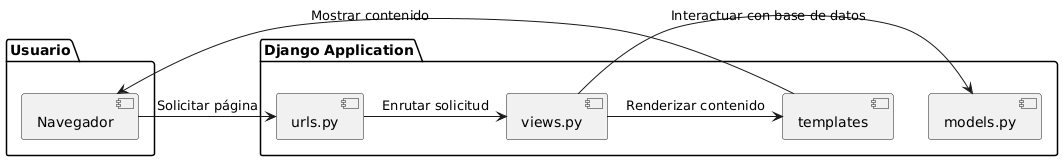 Mostrar contenido
Interactuar con base de datos
Usuario
Django Application
Solicitar página
Enrutar solicitud
Renderizar contenido
Navegador
urls.py
views.py
templates
models.py